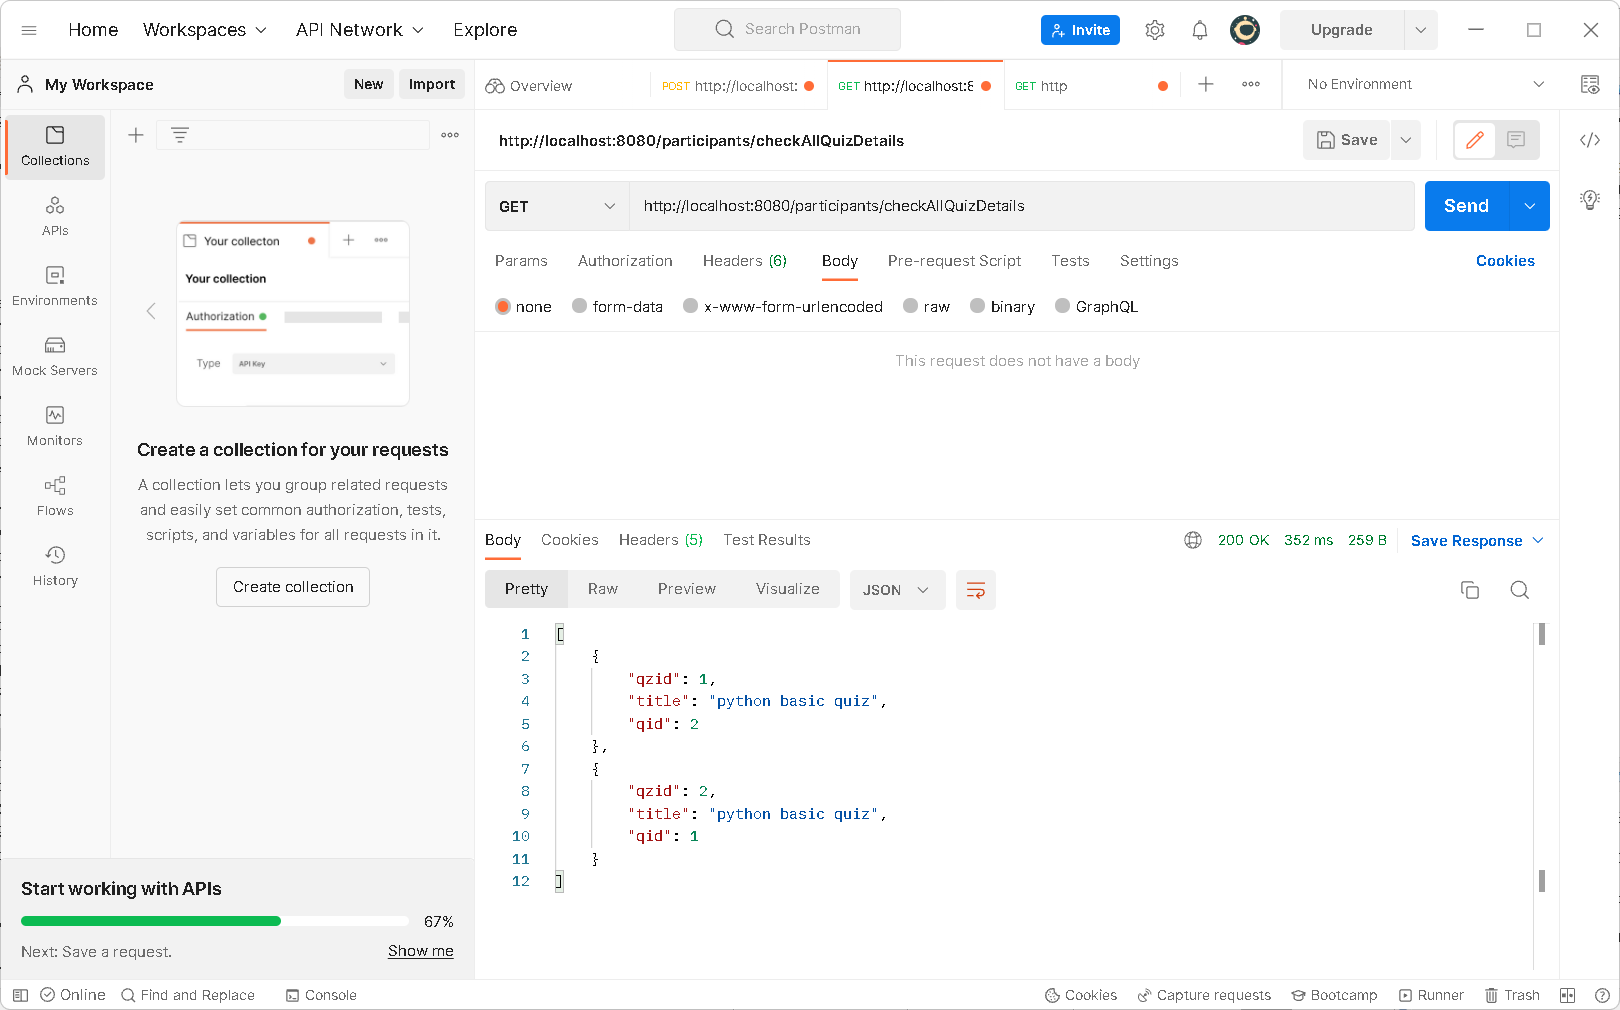 Home Workspaces API Network Explore Search Postman Invite Upgrade
My Workspace New Import Overview POST http://localhost: GET http://localhost:8 GET http No Environment
Collections
APIs
Environments
Mock Servers
Monitors
Flows
History
Your collecton
Your collection
Authorization
Type API Key
Create a collection for your requests
A collection lets you group related requests
and easily set common authorization, tests,
scripts, and variables for all requests in it.
Create collection
Start working with APIs
67%
Next: Save a request. Show me
http://localhost:8080/participants/checkAllQuizDetails Save
GET http://localhost:8080/participants/checkAllQuizDetails Send
Params Authorization Headers (6) Body Pre-request Script Tests Settings Cookies
none form-data x-www-form-urlencoded raw binary GraphQL
This request does not have a body
Body Cookies Headers (5) Test Results 200 OK 352 ms 259 B Save Response
Pretty Raw Preview Visualize JSON
1 [
2 {
3 "qzid": 1,
4 "title": "python basic quiz",
5 "qid": 2
6 },
7 {
8 "qzid": 2,
9 "title": "python basic quiz",
10 "qid": 1
11 }
12 ]
Online Find and Replace Console Cookies Capture requests Bootcamp Runner Trash